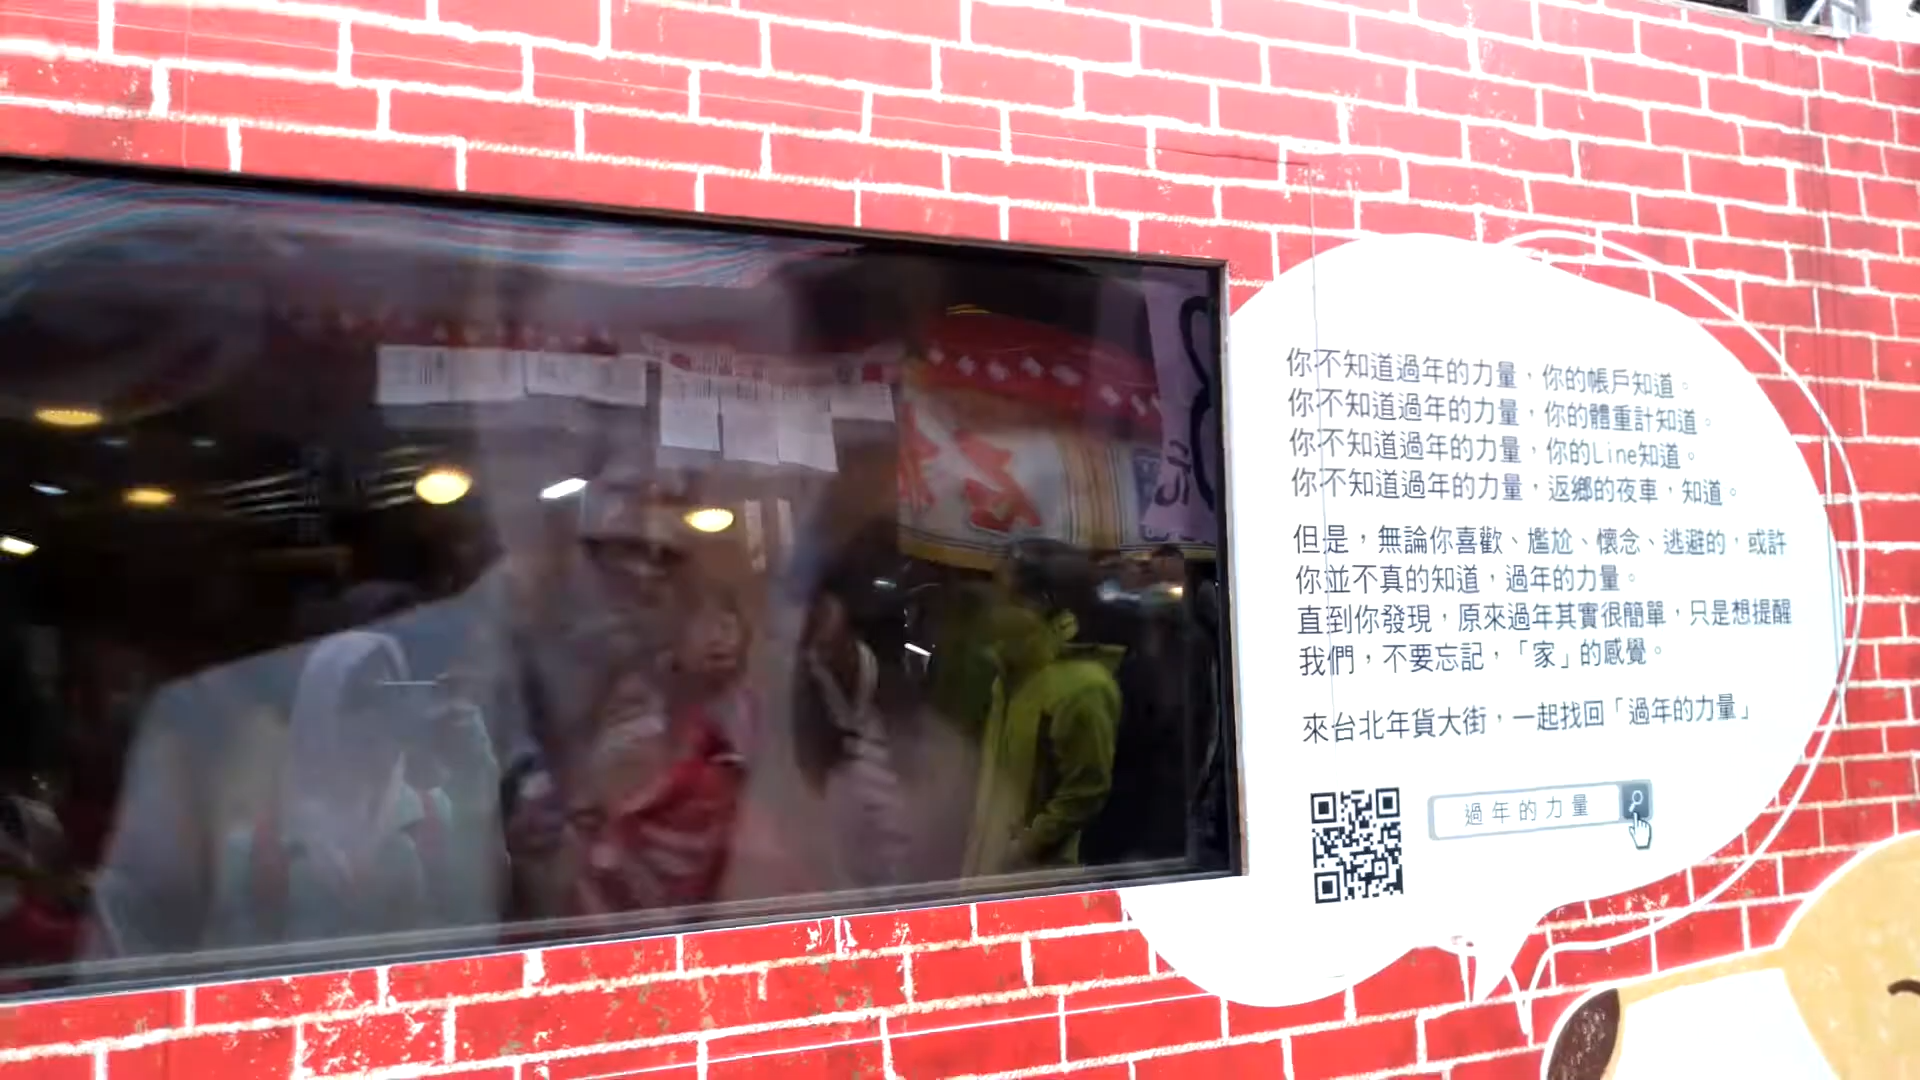 你不知道過年的力量，你的帳戶知道。
你不知道過年的力量，你的體重計知道。
你不知道過年的力量，你的Line知道。
你不知道過年的力量，返鄉的夜車，知道。
但是，無論你喜歡、尷尬、懷念、逃避的，或許
你並不真的知道，過年的力量。
直到你發現，原來過年其實很簡單，只是想提醒
我們，不要忘記，「家」的感覺。
來台北年貨大街，一起找回「過年的力量」
過年的力量